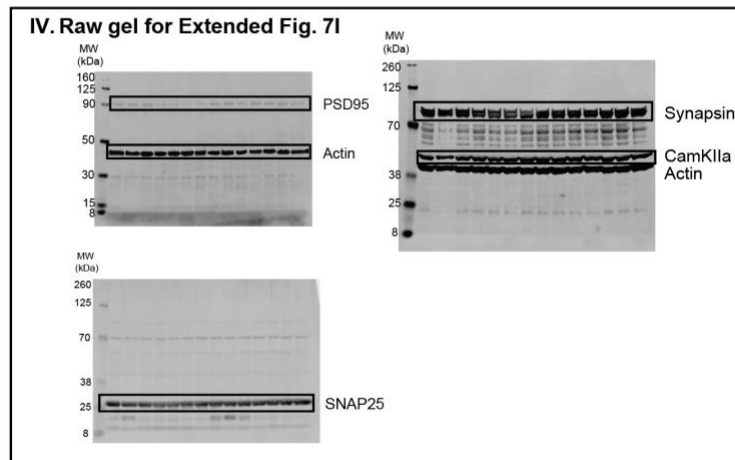 IV. Raw gel for Extended Fig. 7I
MW
(kDa)
160
125
90
50
30
15
8
PSD95
Actin
MW
(kDa)
260
125
70
38
25
8
Synapsin
CamKIIa
Actin
MW
(kDa)
260
125
70
38
25
8
SNAP25